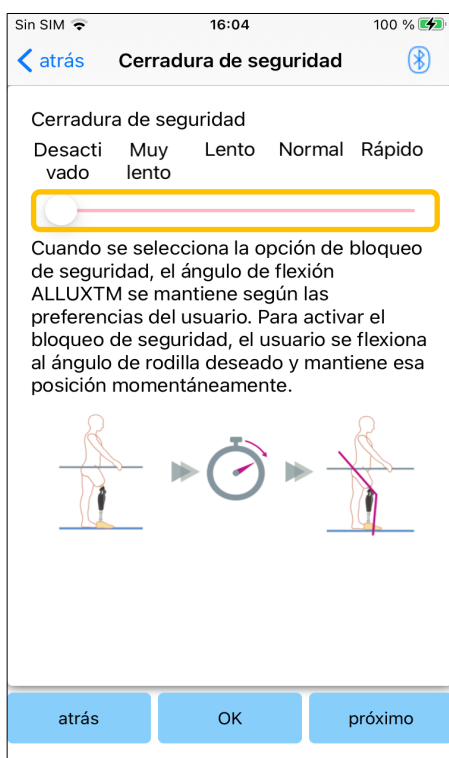 Sin SIM 16:04 100 %
atrás Cerradura de seguridad
Cerradura de seguridad
Desacti Muy Lento Normal Rápido
vado lento
Cuando se selecciona la opción de bloqueo
de seguridad, el ángulo de flexión
ALLUXTM se mantiene según las
preferencias del usuario. Para activar el
bloqueo de seguridad, el usuario se flexiona
al ángulo de rodilla deseado y mantiene esa
posición momentáneamente.
atrás OK próximo